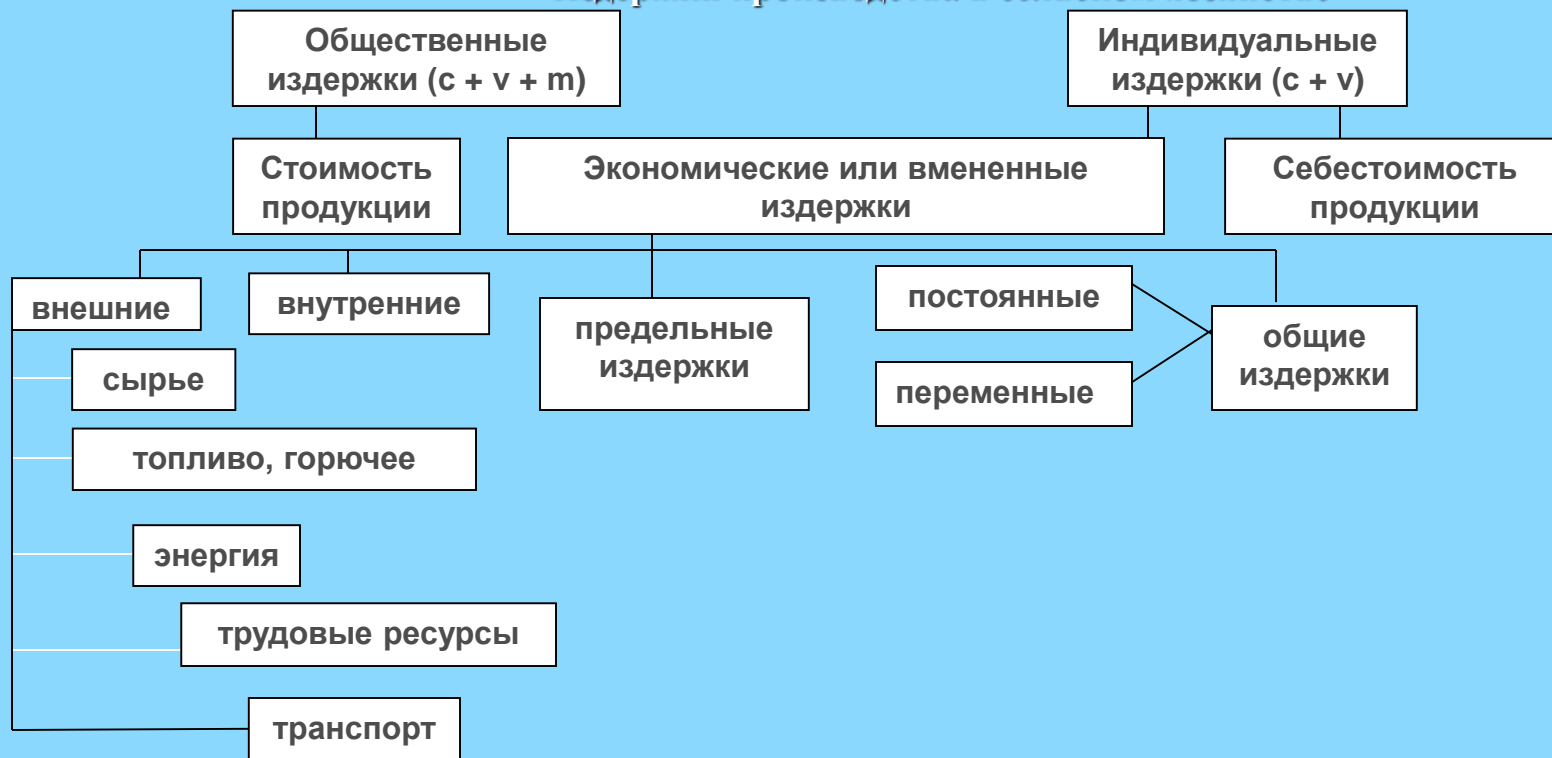 Общественные
издержки (c + v + m)
Индивидуальные
издержки (c + v)
Стоимость
продукции
Экономические или вмененные
издержки
Себестоимость
продукции
внешние
внутренние
предельные
издержки
постоянные
переменные
общие
издержки
сырье
топливо, горючее
энергия
трудовые ресурсы
транспорт